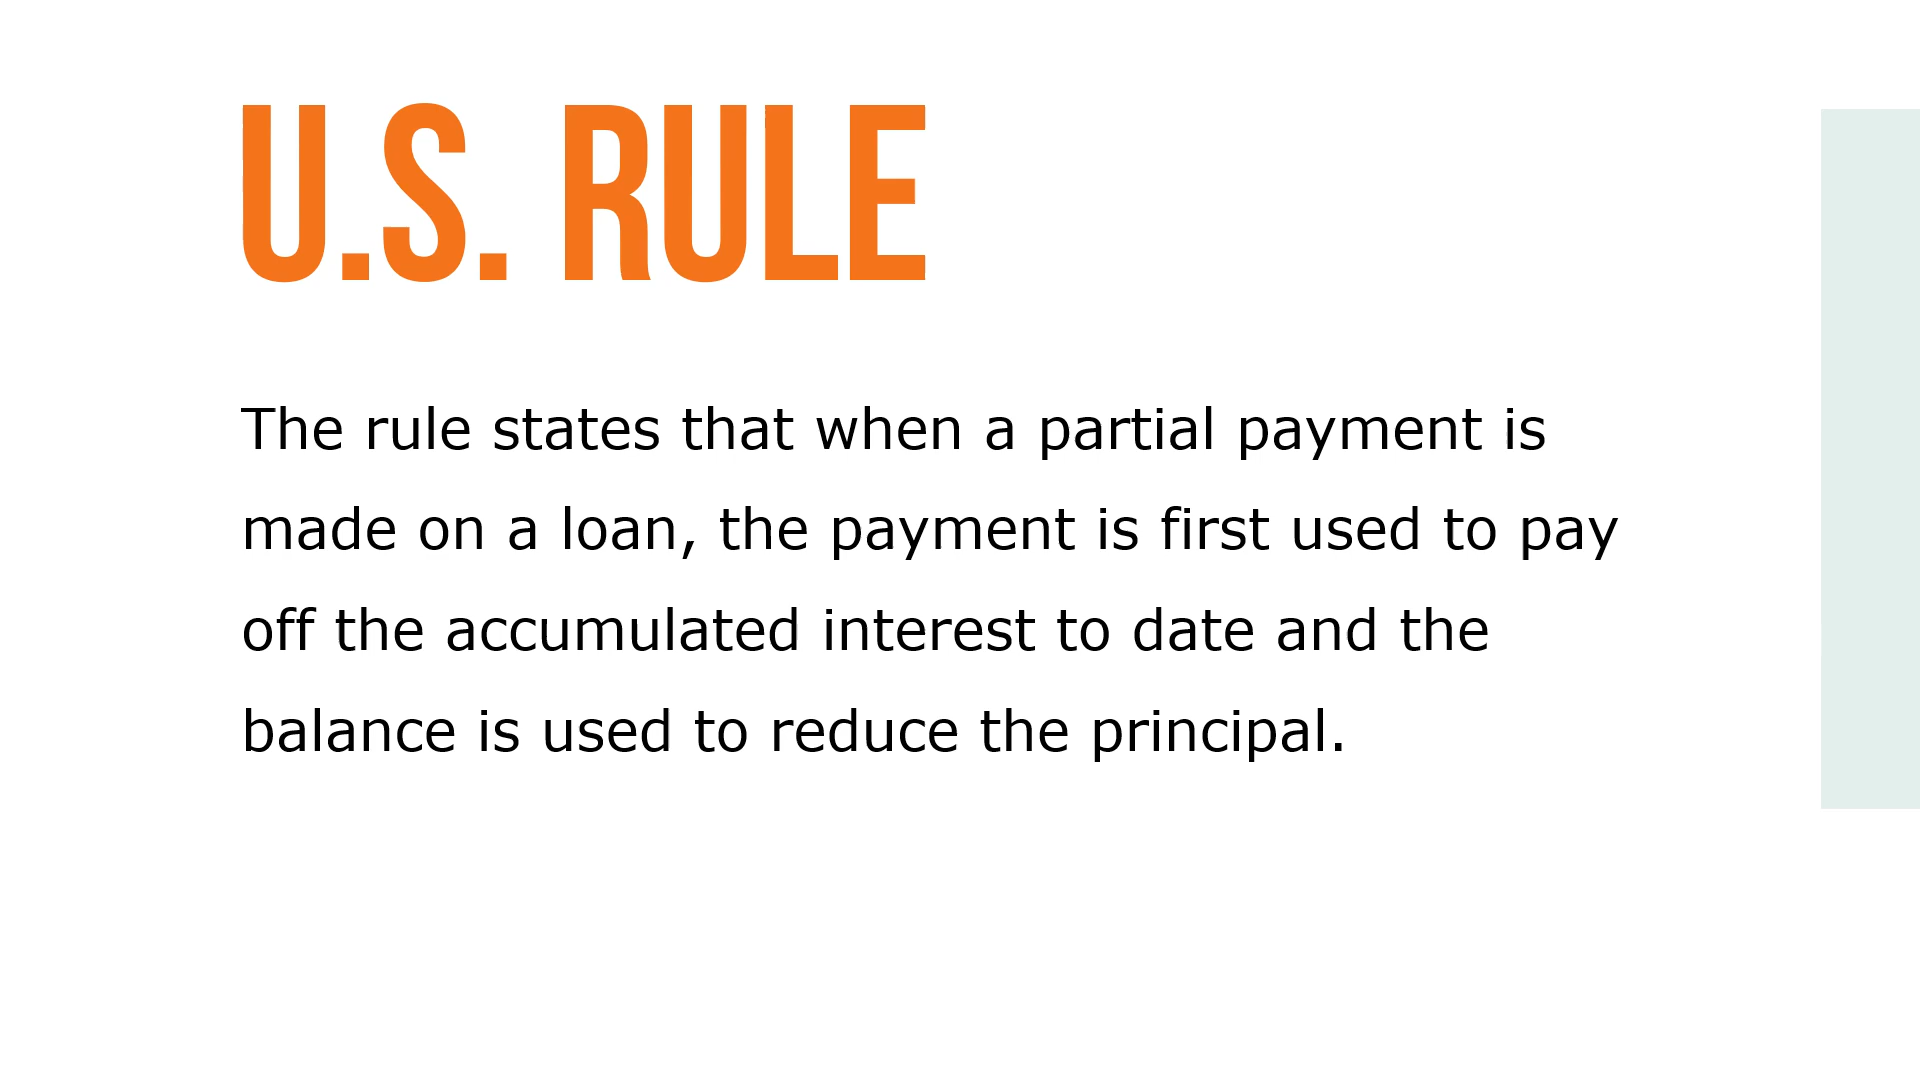 U.S. RULE
The rule states that when a partial payment is
made on a loan, the payment is first used to pay
off the accumulated interest to date and the
balance is used to reduce the principal.